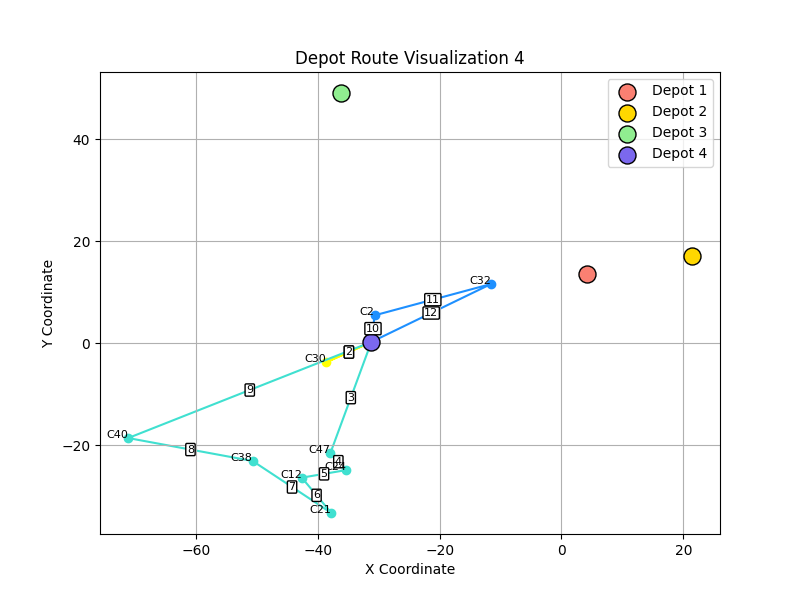 Depot Route Visualization 4
Depot 1
Depot 2
Depot 3
Depot 4
40
20
0
−20
Y Coordinate
C32
11
12
C2
10
C30
2
3
9
C40
8
C38
C47
4
C24
5
C12
7
6
C21
−60
−40
−20
0
20
X Coordinate